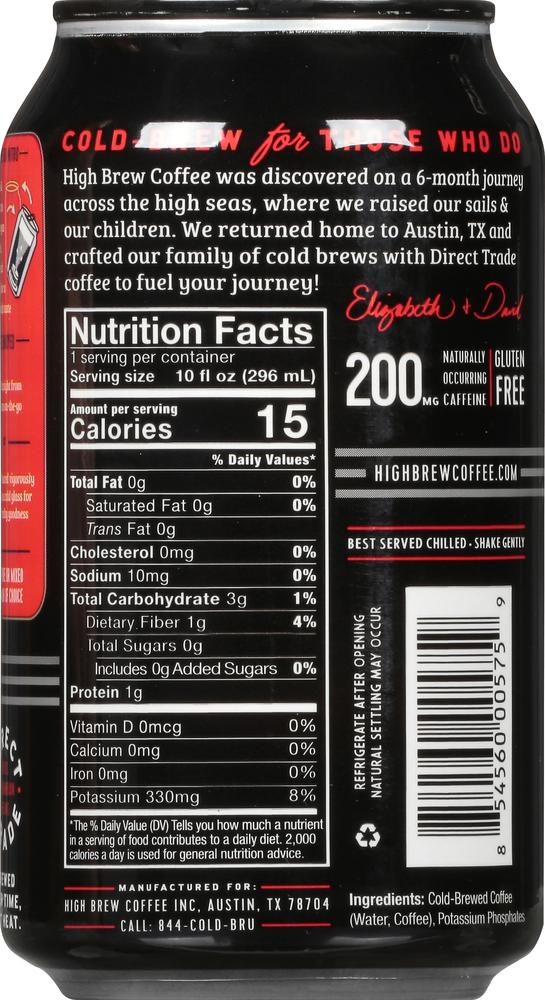 COLD-BREW for THOSE WHO DO
High Brew Coffee was discovered on a 6-month journey
across the high seas, where we raised our sails &
our children. We returned home to Austin, TX and
crafted our family of cold brews with Direct Trade
coffee to fuel your journey!
Elizabeth + David
Nutrition Facts
1 serving per container
Serving size 10 fl oz (296 mL)
Amount per serving
Calories 15
% Daily Values*
Total Fat 0g 0%
Saturated Fat 0g 0%
Trans Fat 0g
Cholesterol 0mg 0%
Sodium 10mg 0%
Total Carbohydrate 3g 1%
Dietary Fiber 1g 4%
Total Sugars 0g
Includes 0g Added Sugars 0%
Protein 1g
Vitamin D 0mcg 0%
Calcium 0mg 0%
Iron 0mg 0%
Potassium 330mg 8%
*The % Daily Value (DV) Tells you how much a nutrient
in a serving of food contributes to a daily diet. 2,000
calories a day is used for general nutrition advice.
MANUFACTURED FOR:
HIGH BREW COFFEE INC, AUSTIN, TX 78704
CALL: 844-COLD-BRU
200MG
NATURALLY
OCCURRING
CAFFEINE
GLUTEN
FREE
HIGHBREWCOFFEE.COM
BEST SERVED CHILLED • SHAKE GENTLY
REFRIGERATE AFTER OPENING
NATURAL SETTLING MAY OCCUR
8 54560 00575 9
Ingredients: Cold-Brewed Coffee
(Water, Coffee), Potassium Phosphates